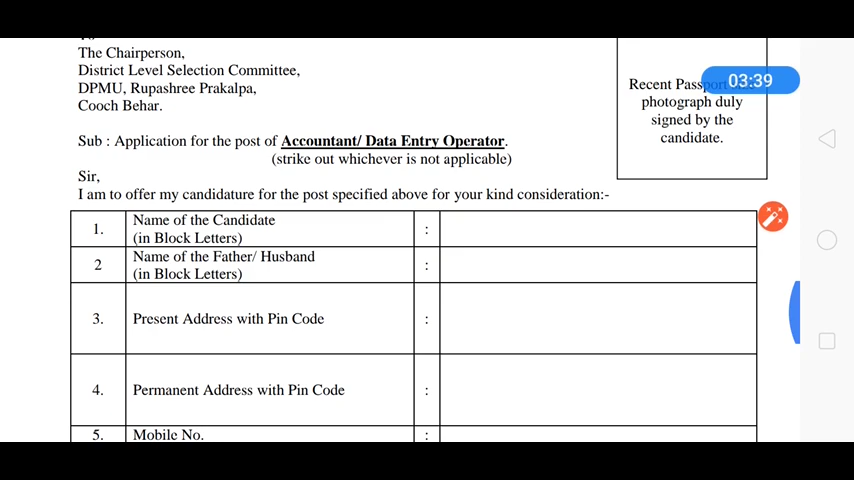 The Chairperson,
District Level Selection Committee,
DPMU, Rupashree Prakalpa,
Cooch Behar.
03:39
Recent Passport
photograph duly
signed by the
candidate.
Sub : Application for the post of Accountant/ Data Entry Operator.
(strike out whichever is not applicable)
Sir,
I am to offer my candidature for the post specified above for your kind consideration:-
1. Name of the Candidate :
(in Block Letters)
2 Name of the Father/ Husband :
(in Block Letters)
3. Present Address with Pin Code :
4. Permanent Address with Pin Code :
5. Mobile No. :